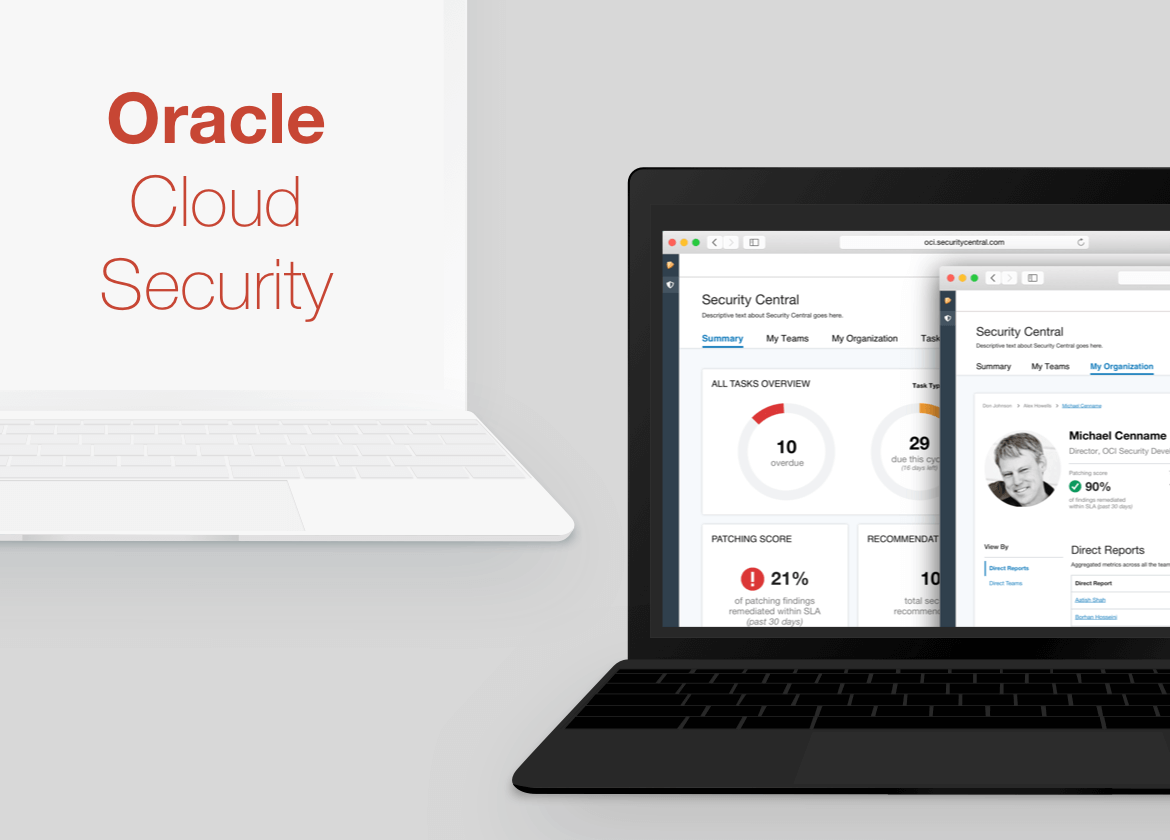 Oracle
Cloud
Security
oci.securitycentral.com
Security Central
Descriptive text about Security Central goes here.
Summary My Teams My Organization Task
ALL TASKS OVERVIEW
Task Typ
10
overdue
29
due this cyc
(16 days left)
PATCHING SCORE
21%
of patching findings
remediated within SLA
(past 30 days)
RECOMMENDAT
10
total sec
recommen
Security Central
Descriptive text about Security Central goes here.
Summary My Teams My Organization
Don Johnson > Alex Howells > Michael Cenname
Michael Cenname
Director, OCI Security Deve
Patching score
90%
of findings remediated
within SLA (past 30 days)
View By
Direct Reports
Direct Teams
Direct Reports
Aggregated metrics across all the team
Direct Report
Aatish Shah
Borhan Hosseini